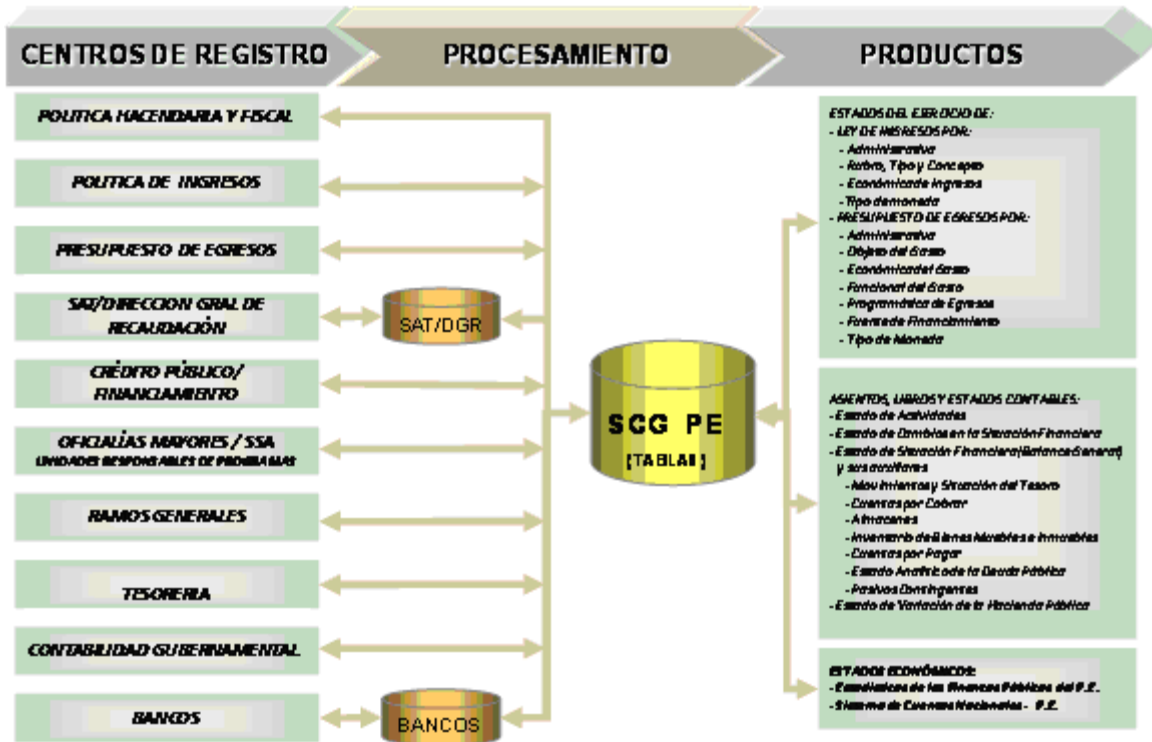 CENTROS DE REGISTRO
PROCESAMIENTO
PRODUCTOS
POLITICA HACENDARIA Y FISCAL
POLITICA DE INGRESOS
PRESUPUESTO DE EGRESOS
SAT/DIRECCION GRAL DE
RECAUDACIÓN
CRÉDITO PÚBLICO/
FINANCIAMIENTO
OFICIALÍAS MAYORES / SSA
UNIDADES RESPONSABLES DE PROGRAMAS
RAMOS GENERALES
TESORERIA
CONTABILIDAD GUBERNAMENTAL
BANCOS
SAT/DGR
BANCOS
SCG PE
(TABLAS)
ESTADOS DEL EJERCICIO DE:
- LEY DE INGRESOS POR:
- Administrativa
- Rubro, Tipo y Concepto
- Económica de Ingresos
- Tipo de moneda
- PRESUPUESTO DE EGRESOS POR:
- Administrativa
- Objeto del Gasto
- Económica del Gasto
- Funcional del Gasto
- Programática de Egresos
- Fuente de Financiamiento
- Tipo de Moneda
ASIENTOS, LIBROS Y ESTADOS CONTABLES:
- Estado de Actividades
- Estado de Cambios en la Situación Financiera
- Estado de Situación Financiera (Balance General)
y sus auxiliares
- Movimientos y Situación del Tesoro
- Cuentas por Cobrar
- Almacenes
- Inventario de Bienes Muebles e Inmuebles
- Cuentas por Pagar
- Estado Analítico de la Deuda Pública
- Pasivos Contingentes
- Estado de Variación de la Hacienda Pública
ESTADOS ECONÓMICOS:
- Estadísticas de las Finanzas Públicas del P.E.
- Sistema de Cuentas Nacionales - P.E.